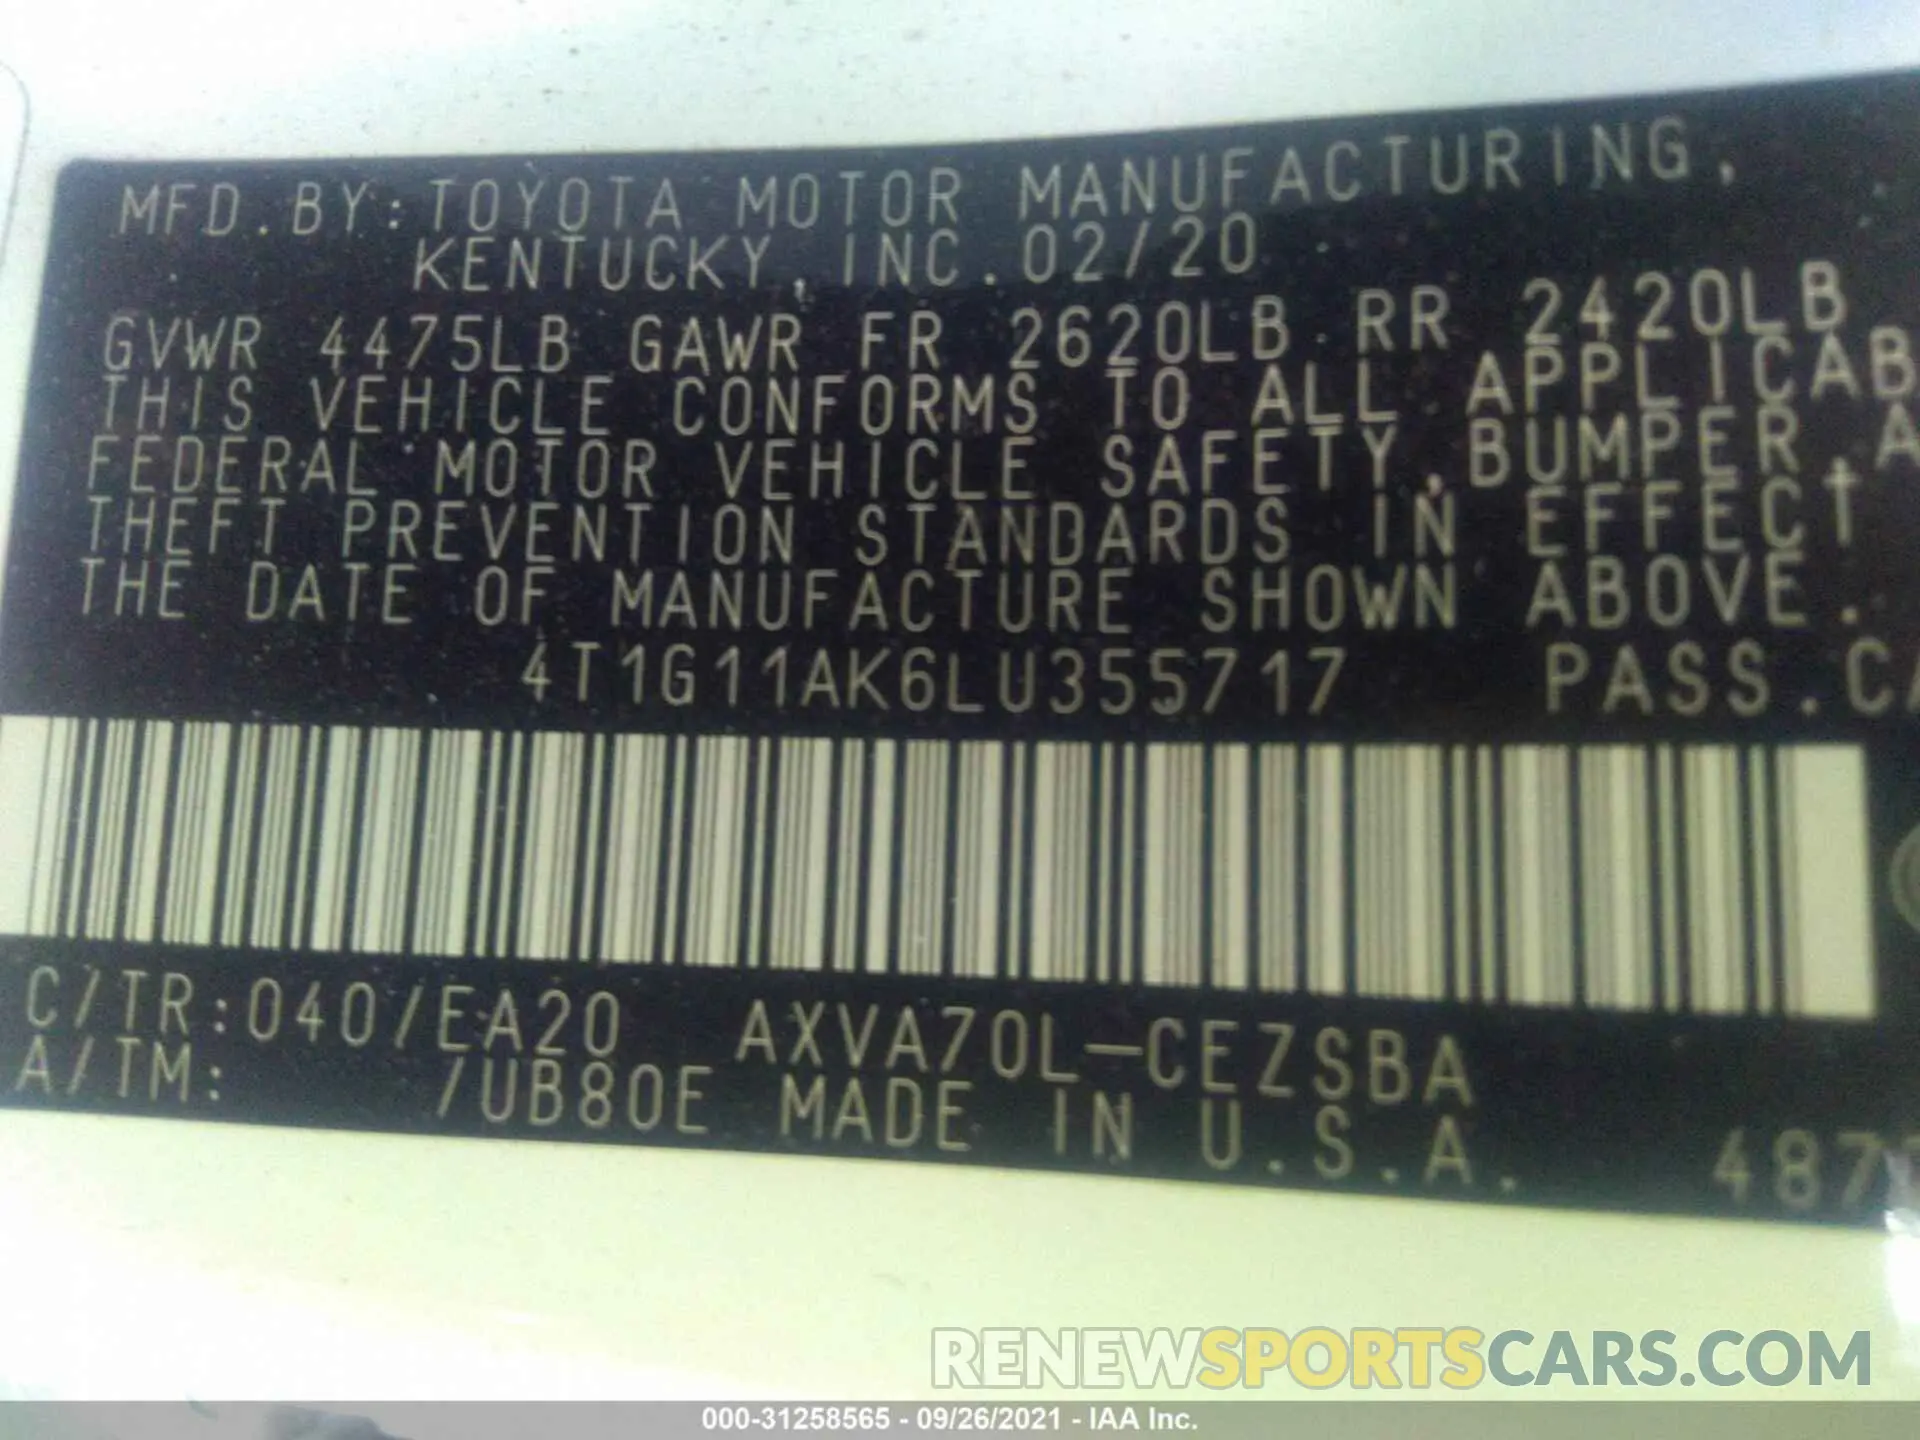 MFD.BY:TOYOTA MOTOR MANUFACTURING,
KENTUCKY,INC.02/20
GVWR 4475LB GAWR FR 2620LB RR 2420LB
THIS VEHICLE CONFORMS TO ALL APPLICAB
FEDERAL MOTOR VEHICLE SAFETY,BUMPER A
THEFT PREVENTION STANDARDS IN EFFECT
THE DATE OF MANUFACTURE SHOWN ABOVE.
4T1G11AK6LU355717 PASS.CA
C/TR:040/EA20 AXVA70L-CEZSBA
A/TM: /UB80E MADE IN U.S.A.
RENEWSPORTSCARS.COM
000-31258565 - 09/26/2021 - IAA Inc.